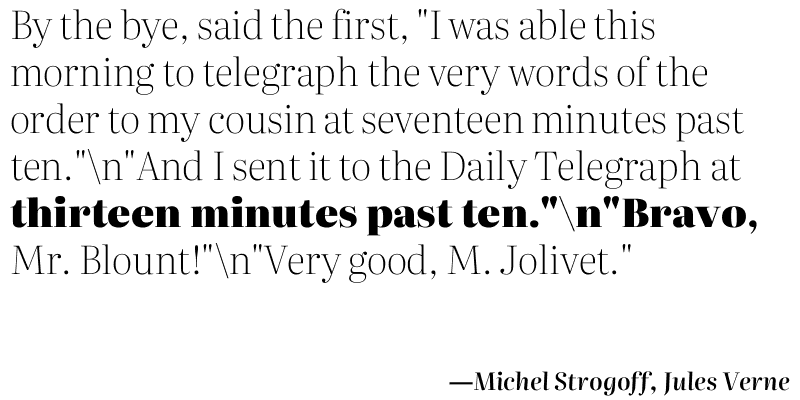 By the bye, said the first, "I was able this
morning to telegraph the very words of the
order to my cousin at seventeen minutes past
ten."\n"And I sent it to the Daily Telegraph at
thirteen minutes past ten."\n"Bravo,
Mr. Blount!"\n"Very good, M. Jolivet."
—Michel Strogoff, Jules Verne